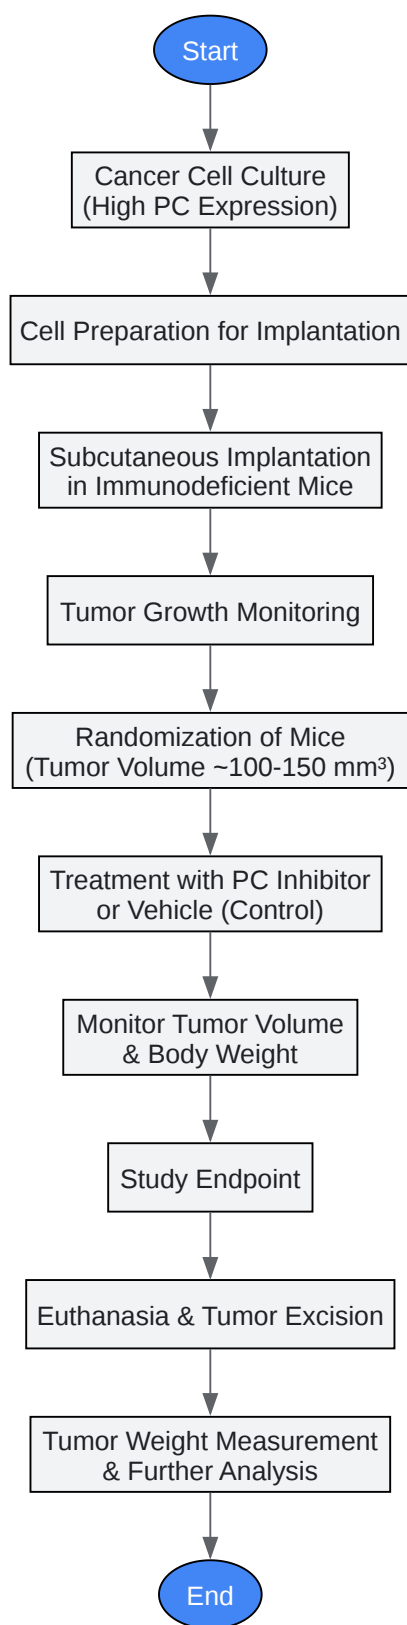 Start
Cancer Cell Culture
(High PC Expression)
Cell Preparation for Implantation
Subcutaneous Implantation
in Immunodeficient Mice
Tumor Growth Monitoring
Randomization of Mice
(Tumor Volume ~100-150 mm³)
Treatment with PC Inhibitor
or Vehicle (Control)
Monitor Tumor Volume
& Body Weight
Study Endpoint
Euthanasia & Tumor Excision
Tumor Weight Measurement
& Further Analysis
End